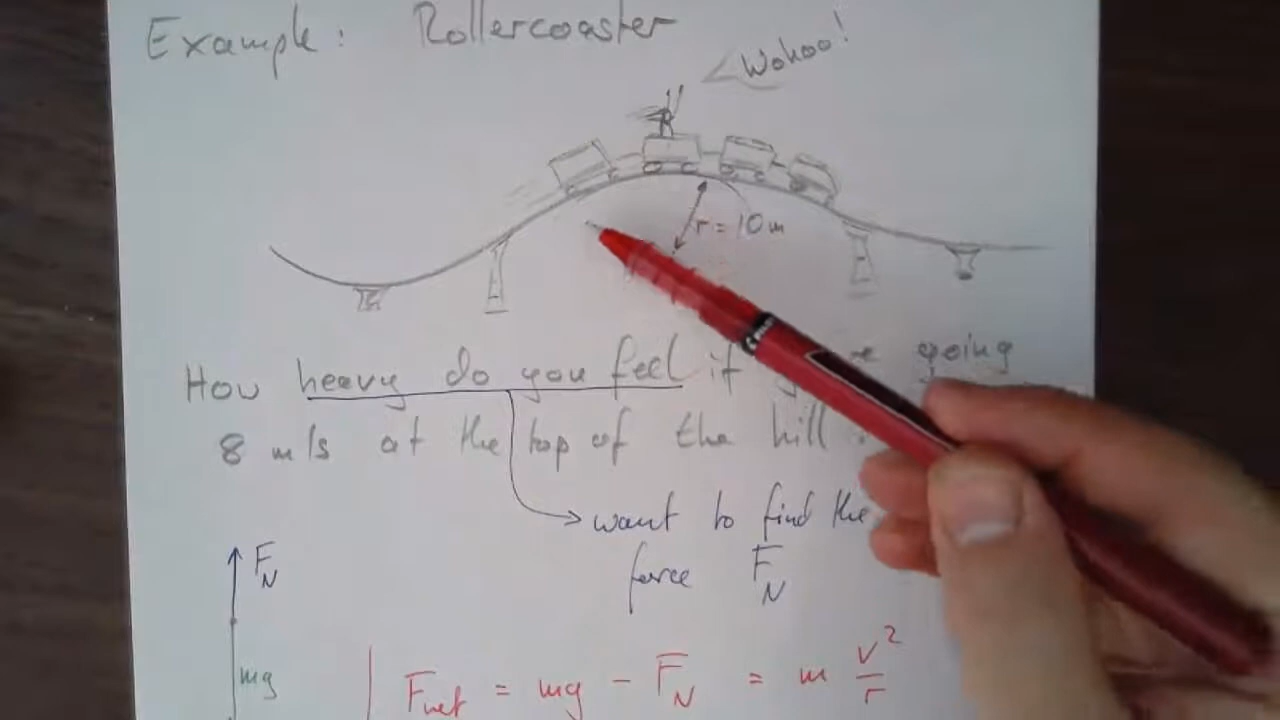 Example: Rollercoaster
Wohoo!
r = 10 m
How heavy do you feel if going
8 m/s at the top of the hill
want to find the
force F_N
F_N
mg
F_net = mg - F_N = m v²/r